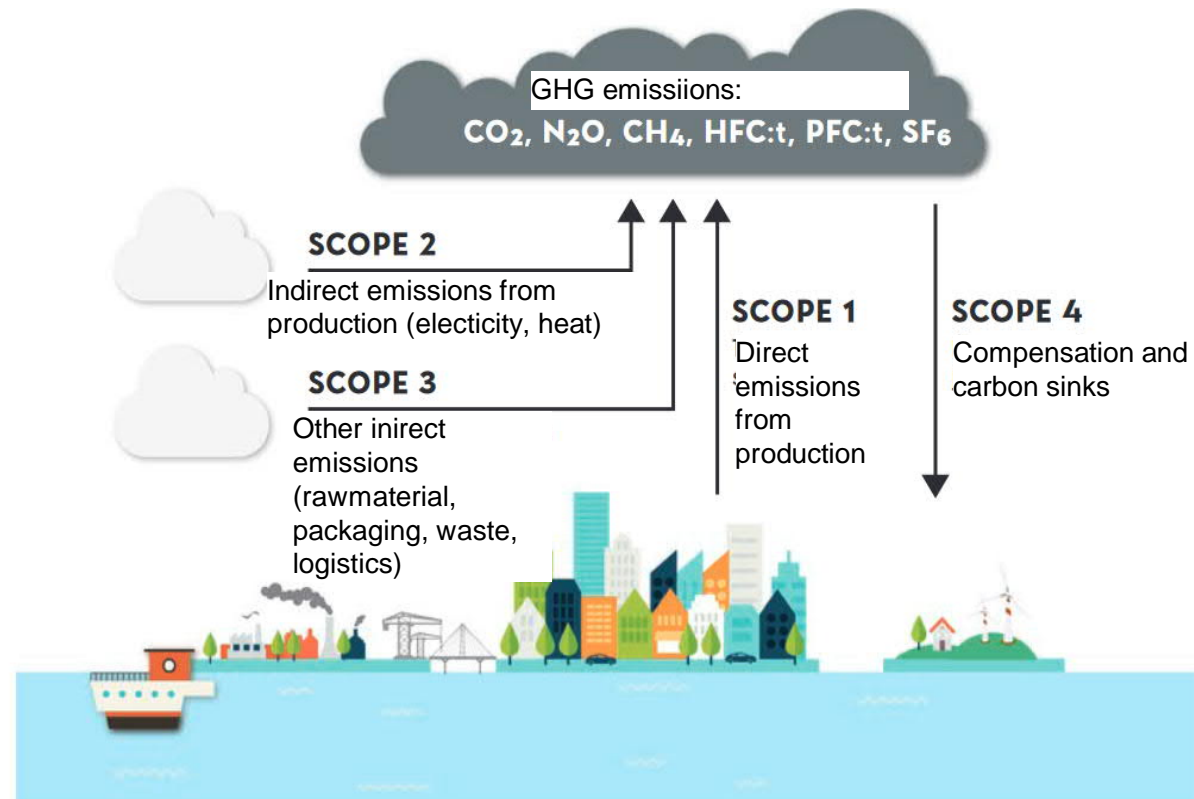 GHG emissiions:
CO₂, N₂O, CH₄, HFC:t, PFC:t, SF₆
SCOPE 2
Indirect emissions from
production (electicity, heat)
SCOPE 3
Other inirect
emissions
(rawmaterial,
packaging, waste,
logistics)
SCOPE 1
Direct
emissions
from
production
SCOPE 4
Compensation and
carbon sinks